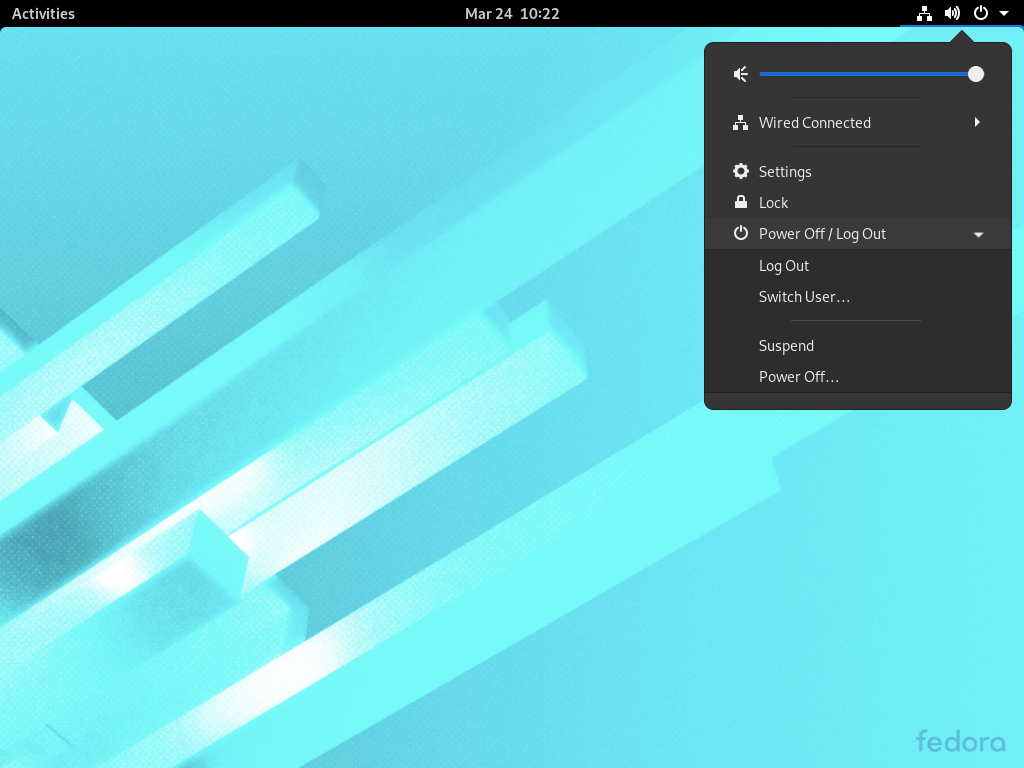 Activities
Mar 24 10:22
Wired Connected
Settings
Lock
Power Off / Log Out
Log Out
Switch User…
Suspend
Power Off…
fedora